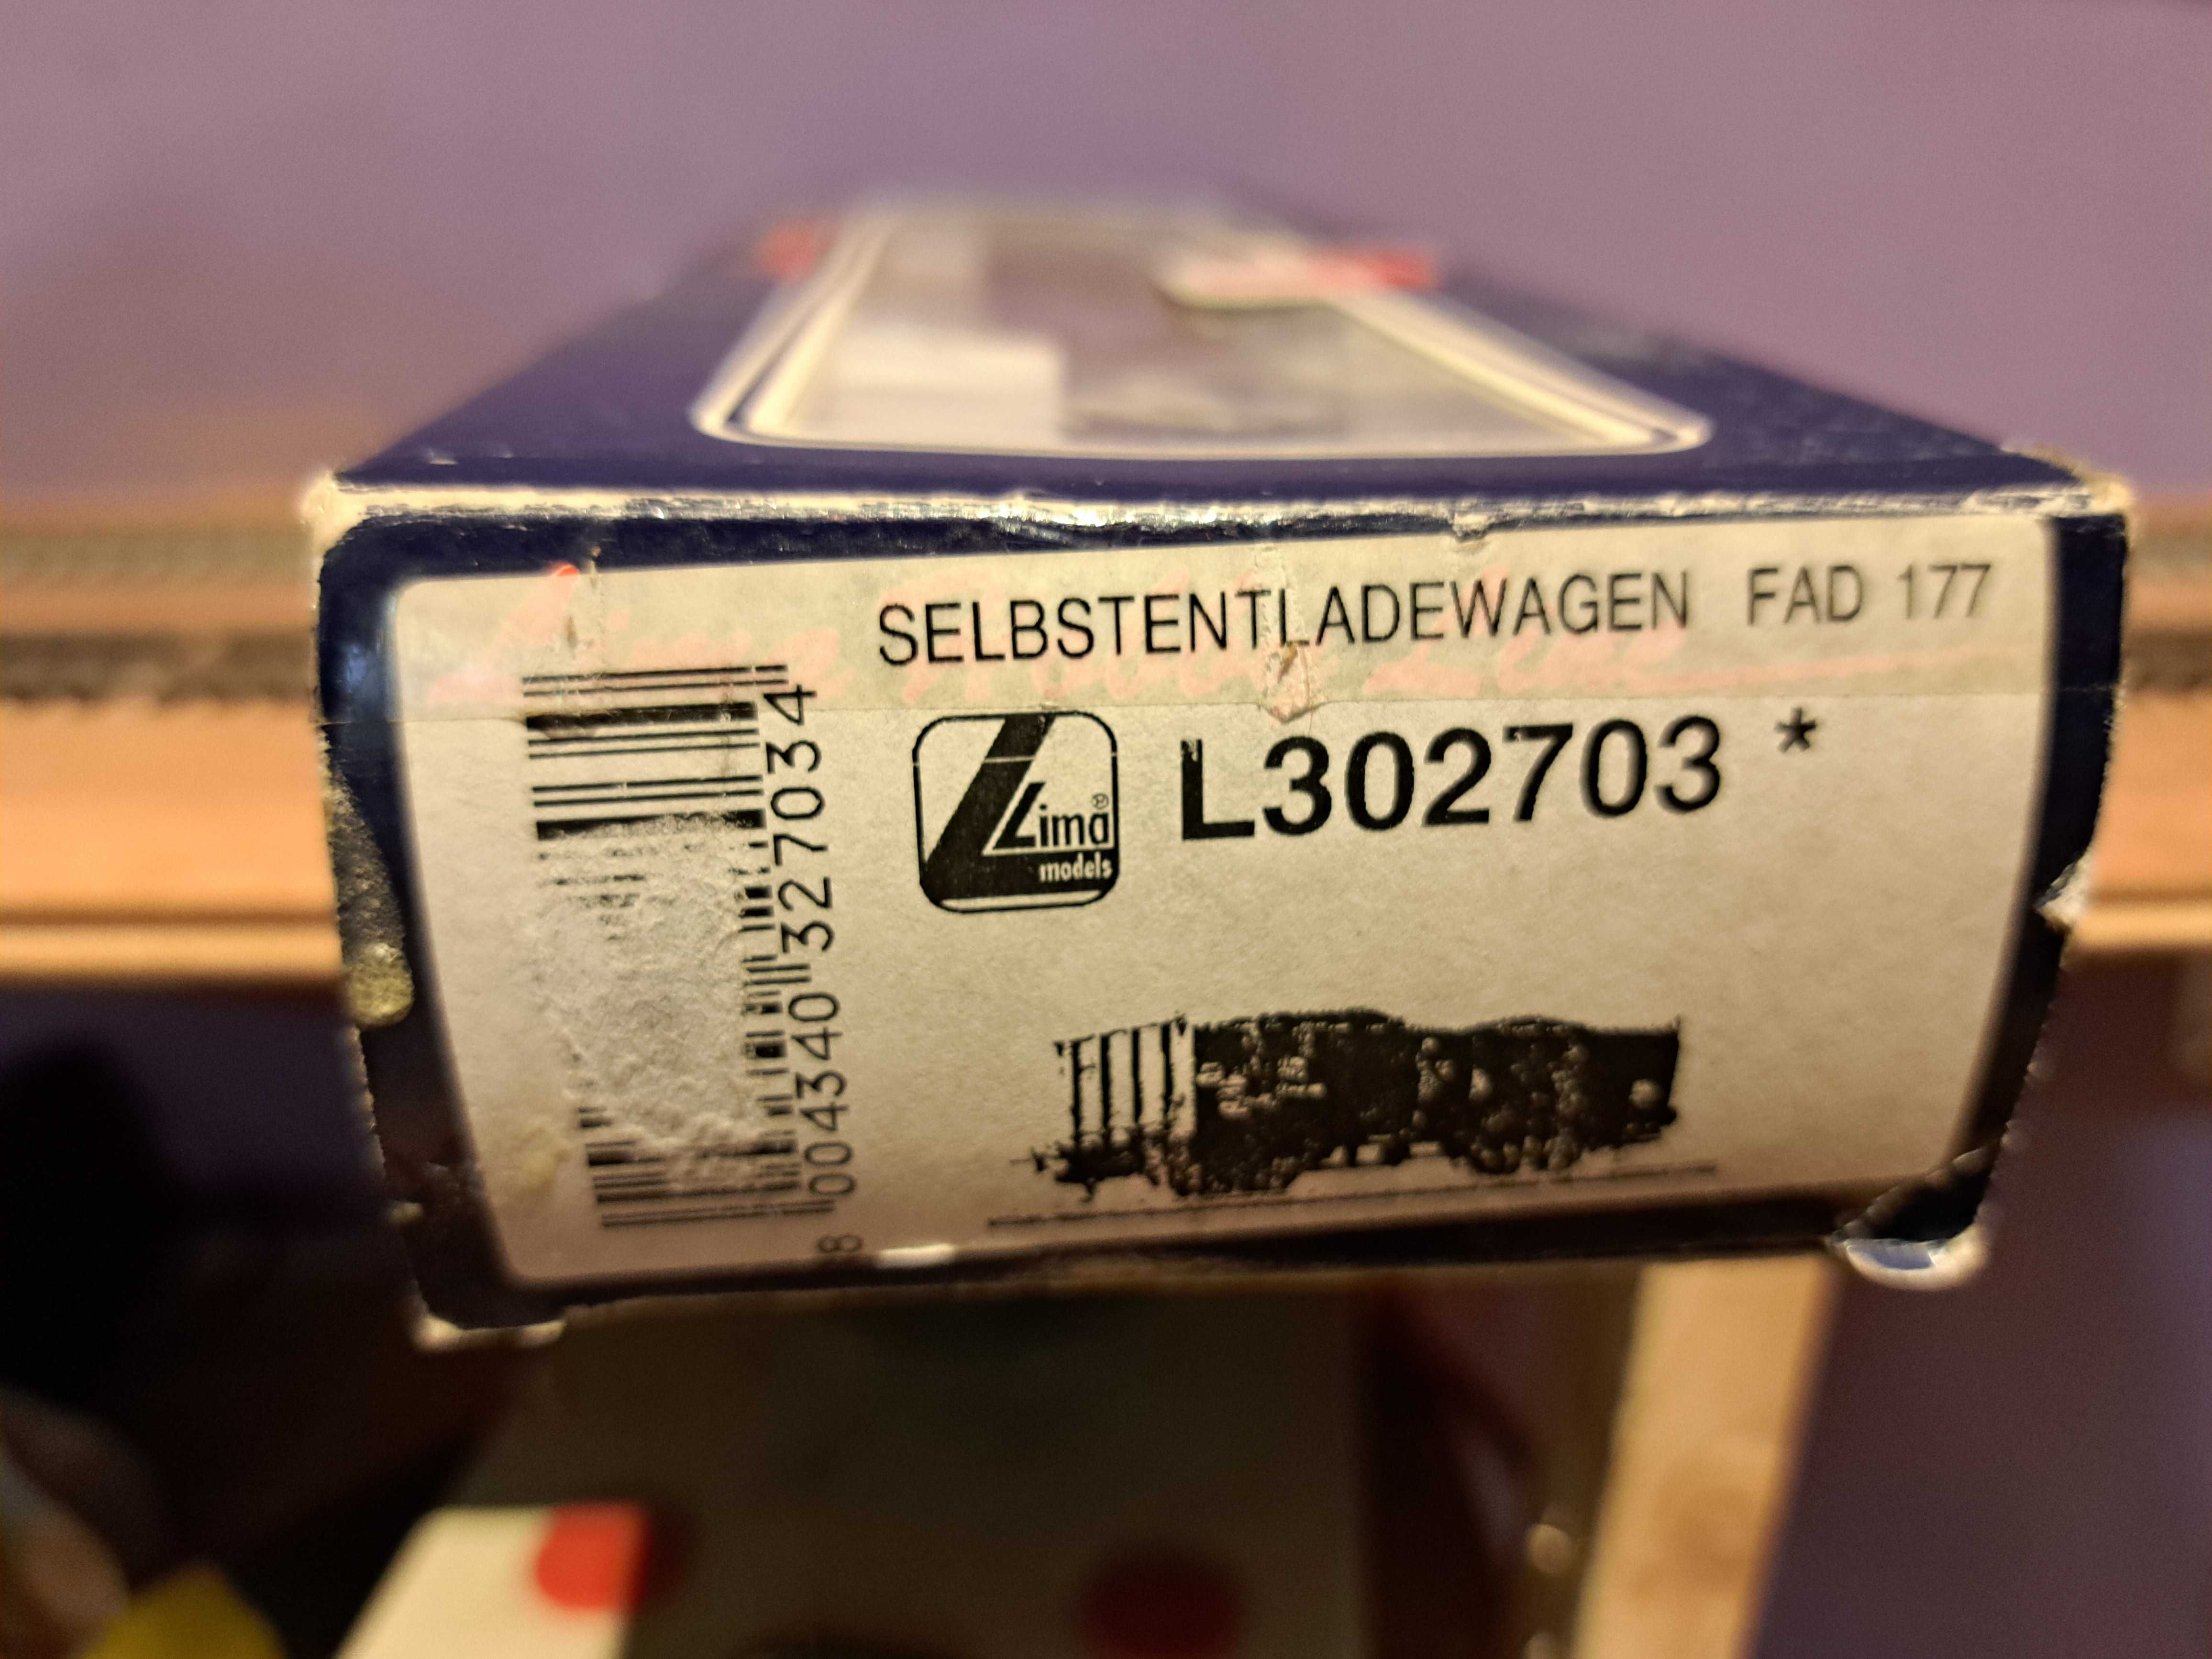 SELBSTENTLADEWAGEN FAD 177
Lima®
models
L302703 *
8 004340 327034